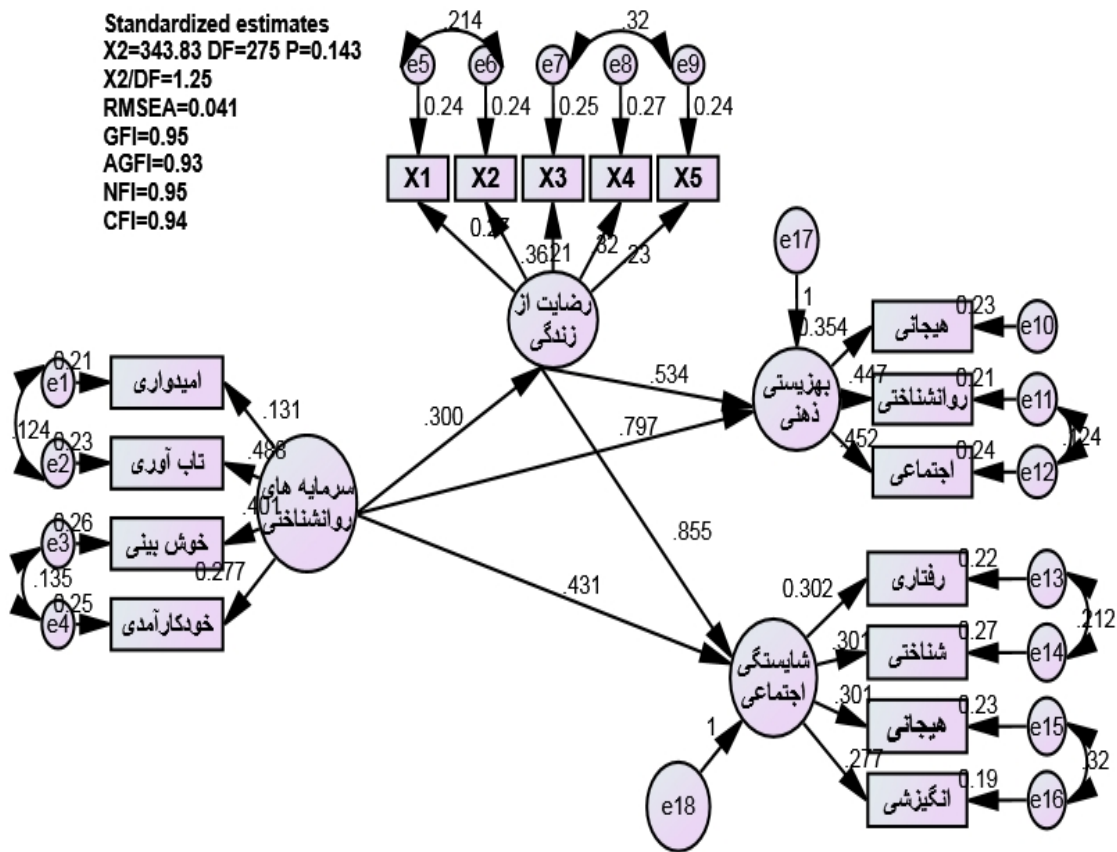 Standardized estimates
X2=343.83 DF=275 P=0.143
X2/DF=1.25
RMSEA=0.041
GFI=0.95
AGFI=0.93
NFI=0.95
CFI=0.94
.214
.32
e5
e6
e7
e8
e9
0.24
0.24
0.25
0.27
0.24
X1
X2
X3
X4
X5
.36
.21
.32
.23
رضایت از
زندگی
e17
1
0.354
هیجانی
0.23
e10
.447
روانشناختی
0.21
e11
.452
اجتماعی
0.24
e12
.124
بهزیستی
ذهنی
.534
.797
.300
.855
.431
e1
0.21
امیدواری
.131
.124
e2
0.23
تاب آوری
e3
0.26
خوش بینی
.401
.135
e4
0.25
خودکارآمدی
0.277
سرمایه های
روانشناختی
0.302
رفتاری
0.22
e13
.301
شناختی
0.27
e14
.212
.301
هیجانی
0.23
e15
.277
انگیزشی
0.19
e16
.32
شایستگی
اجتماعی
1
e18